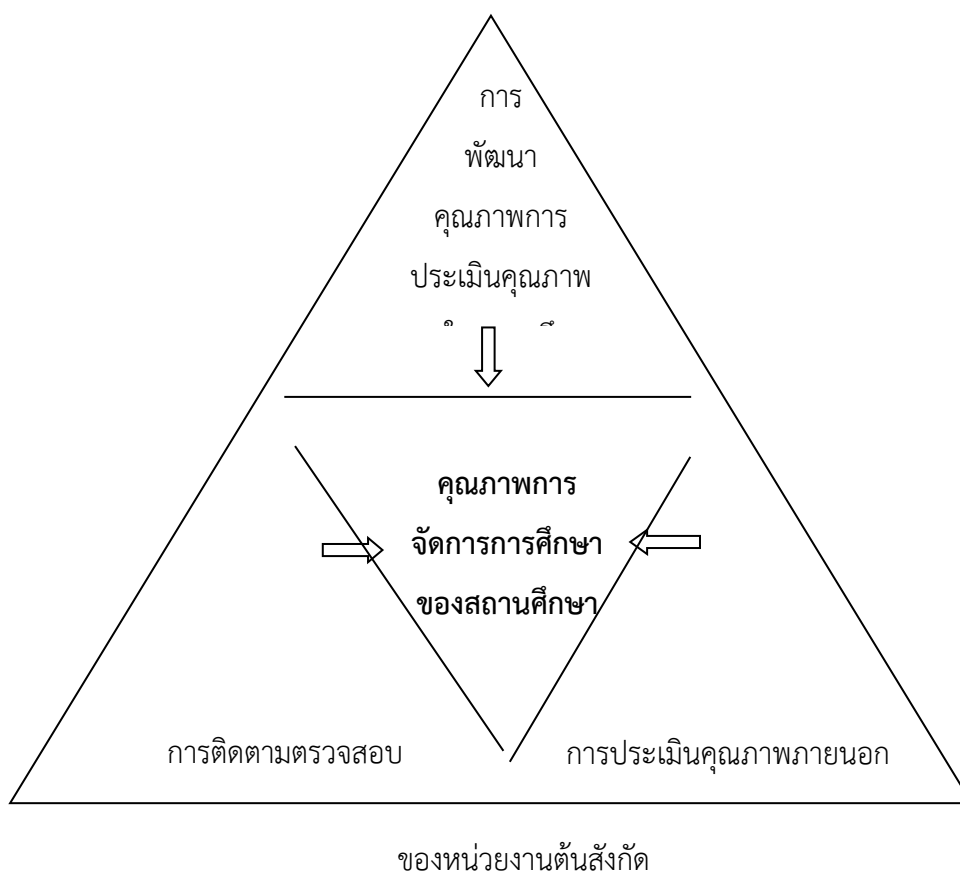 การ
พัฒนา
คุณภาพการ
ประเมินคุณภาพ
คุณภาพการ
จัดการการศึกษา
ของสถานศึกษา
การติดตามตรวจสอบ
การประเมินคุณภาพภายนอก
ของหน่วยงานต้นสังกัด